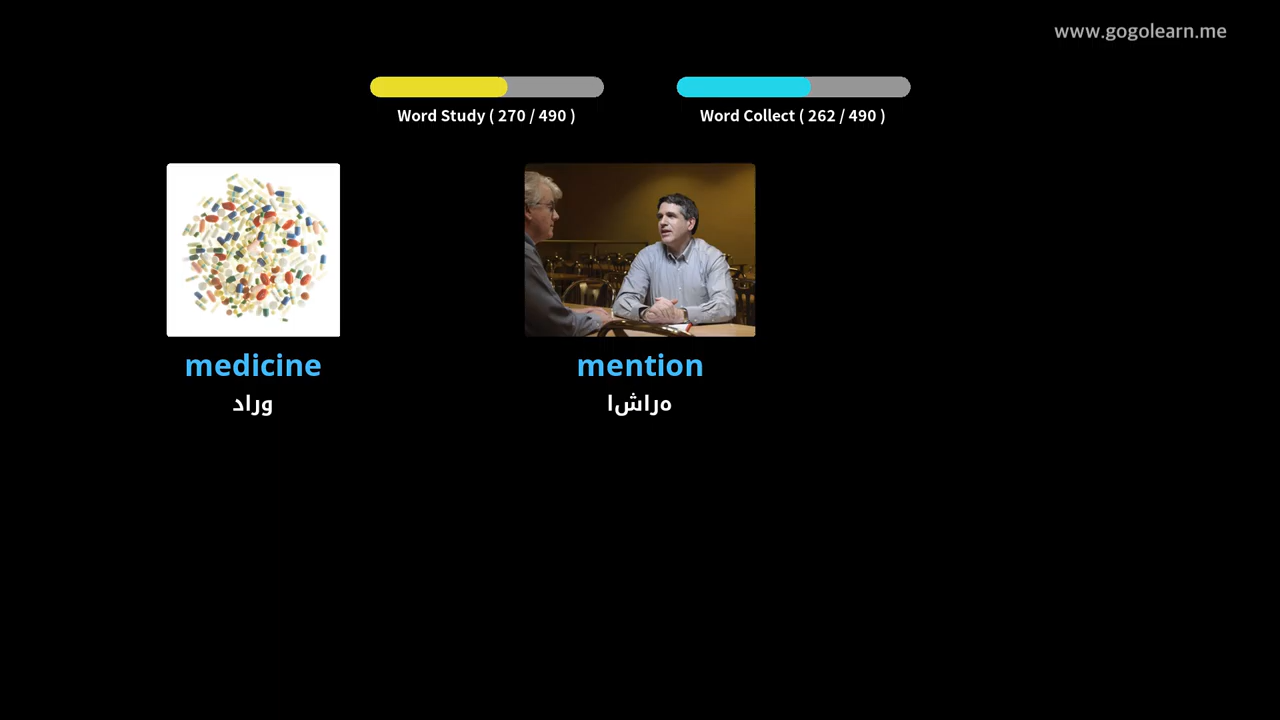 www.gogolearn.me
Word Study ( 270 / 490 )
Word Collect ( 262 / 490 )
medicine
وراد
mention
هراشا